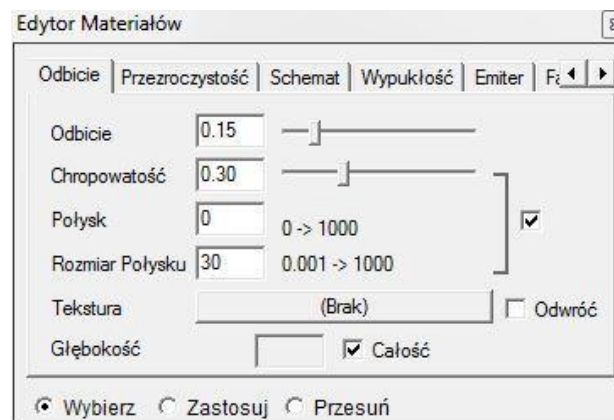 Edytor Materiałów
Odbicie Przezroczystość Schemat Wypukłość Emiter
Odbicie 0.15
Chropowatość 0.30
Połysk 0 0 -> 1000
Rozmiar Połysku 30 0.001 -> 1000
Tekstura (Brak) Odwróć
Głębokość Całość
Wybierz Zastosuj Przesuń